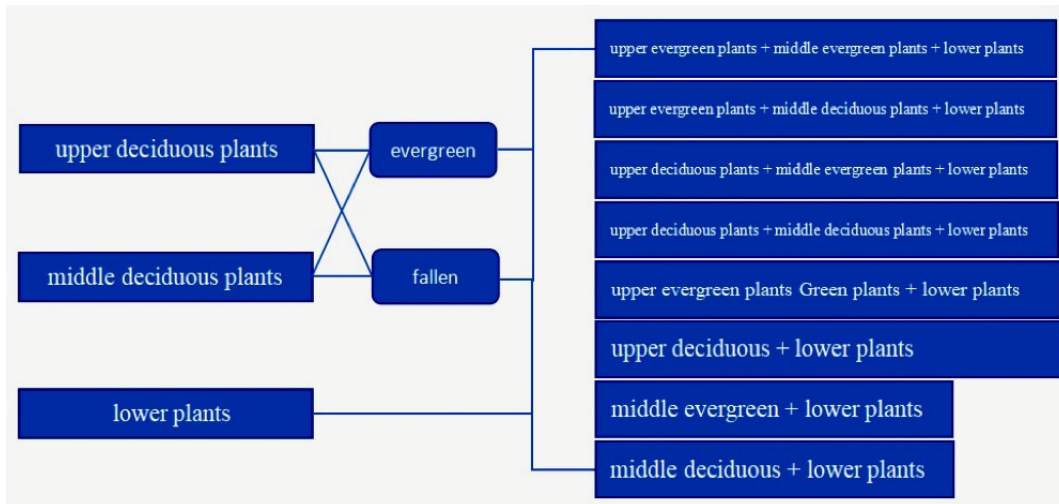 upper deciduous plants
middle deciduous plants
lower plants
evergreen
fallen
upper evergreen plants + middle evergreen plants + lower plants
upper evergreen plants + middle deciduous plants + lower plants
upper deciduous plants + middle evergreen plants + lower plants
upper deciduous plants + middle deciduous plants + lower plants
upper evergreen plants Green plants + lower plants
upper deciduous + lower plants
middle evergreen + lower plants
middle deciduous + lower plants